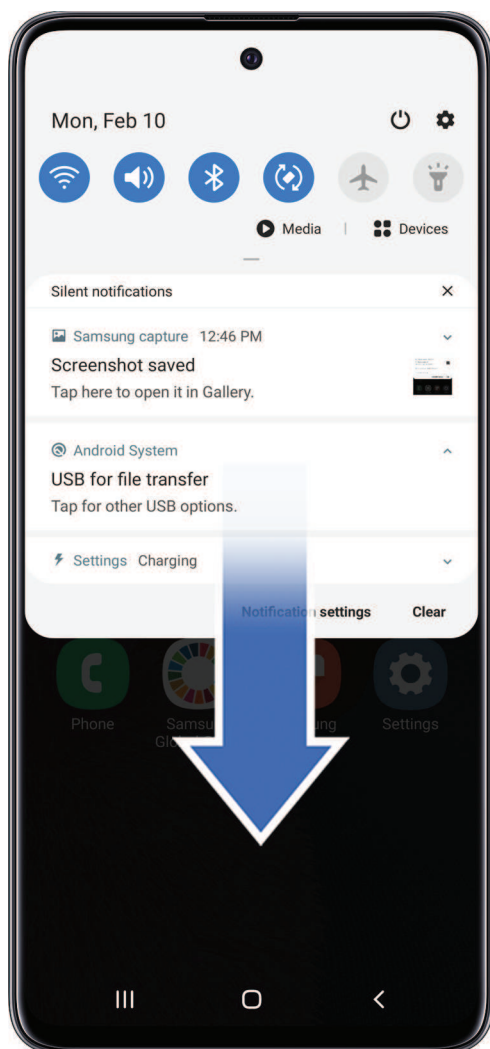 Mon, Feb 10
Media | Devices
Silent notifications
Samsung capture 12:46 PM
Screenshot saved
Tap here to open it in Gallery.
Android System
USB for file transfer
Tap for other USB options.
Settings Charging
Notification settings Clear
Phone Settings